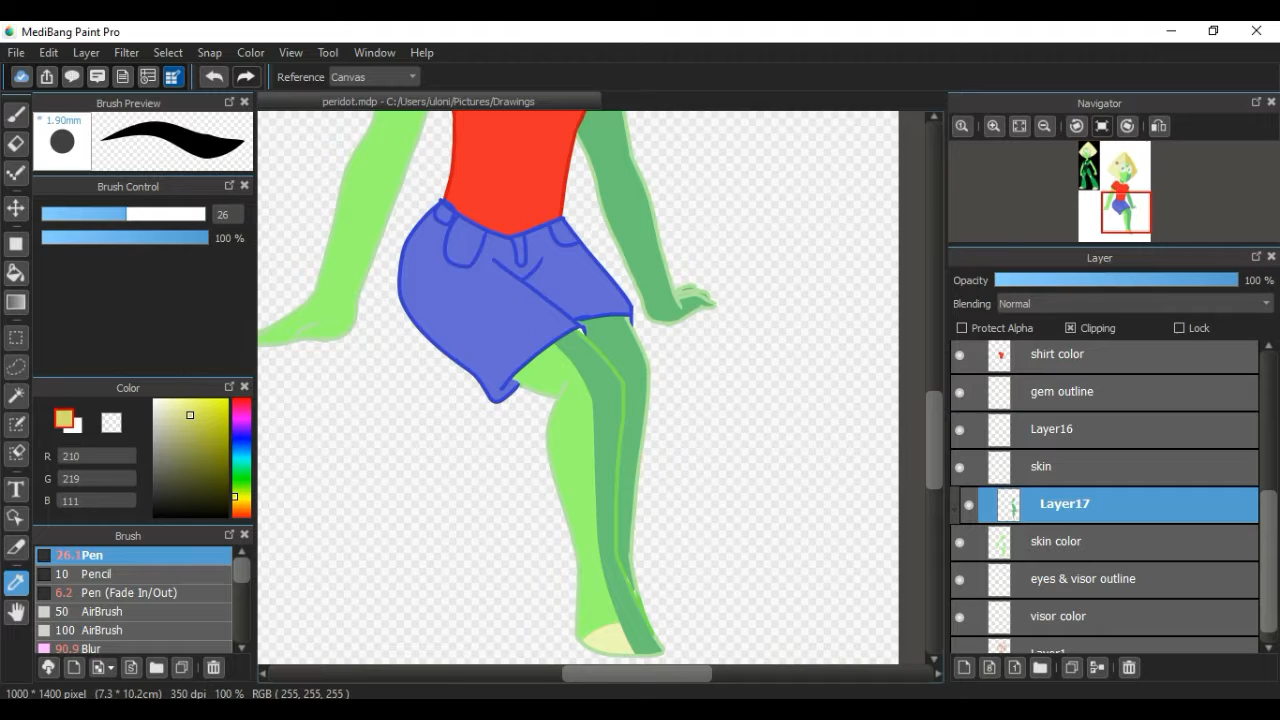 MediBang Paint Pro
File Edit Layer Filter Select Snap Color View Tool Window Help
Reference Canvas
Brush Preview
peridot.mdp - C:/Users/uloni/Pictures/Drawings
Navigator
* 1.90mm
Brush Control
26
100 %
Layer
Opacity 100 %
Blending Normal
Protect Alpha Clipping Lock
shirt color
gem outline
Layer16
skin
Layer17
skin color
eyes & visor outline
visor color
Color
R 210
G 219
B 111
Brush
26.1 Pen
10 Pencil
6.2 Pen (Fade In/Out)
50 AirBrush
100 AirBrush
90.9 Blur
1000 * 1400 pixel (7.3 * 10.2cm) 350 dpi 100 % RGB ( 255, 255, 255 )